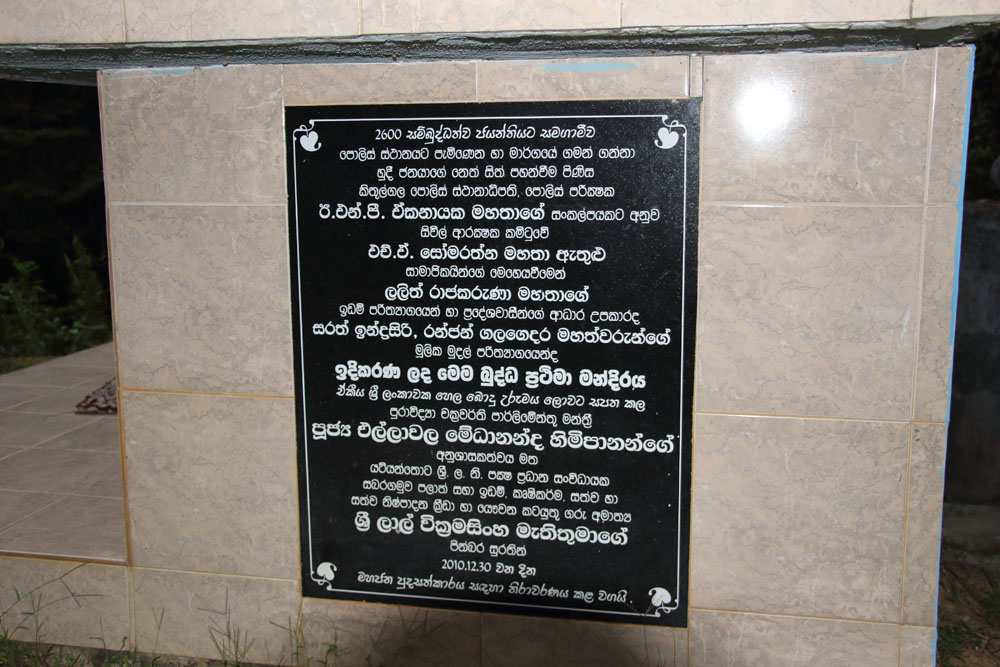 2600 සම්බුද්ධත්ව ජයන්තියට සමගාමීව
පොලිස් ස්ථානයට පැමිණෙන හා මාර්ගයේ ගමන් ගන්නා
හුදී ජනයාගේ නෙත් සිත් පහන්වීම පිණිස
කිතුල්ගල පොලිස් ස්ථානාධිපති, පොලිස් පරීක්ෂක
ඊ.එන්.පී. ඒකනායක මහතාගේ සංකල්පයකට අනුව
සිවිල් ආරක්ෂක කමිටුවේ
එච්.ඒ. සෝමරත්න මහතා ඇතුළු
සාමාජිකයින්ගේ මෙහෙයවීමෙන්
ලලිත් රාජකරුණා මහතාගේ
ඉඩම් පරිත්‍යාගයෙන් හා ප්‍රදේශවාසීන්ගේ ආධාර උපකාරද
සරත් ඉන්ද්‍රසිරි, රන්ජන් ගලගෙදර මහත්වරුන්ගේ
මූලික මුදල් පරිත්‍යාගයෙන්ද
ඉදිකරණ ලද මෙම බුද්ධ ප්‍රථිමා මන්දිරය
ඒකීය ශ්‍රී ලංකාවක හෙල බොදු උරුමය ලොවට සපත කල
පුරාවිද්‍යා චක්‍රවර්ති පාර්ලිමේන්තු මන්ත්‍රී
පූජ්‍ය එල්ලාවල මේධානන්ද හිමිපානන්ගේ
අනුශාසකත්වය මත
යටියන්තොට ශ්‍රී. ල. නි. පක්ෂ ප්‍රධාන සංවිධායක
සබරගමුව පලාත් සභා ඉඩම්, කෘෂිකර්ම, සත්ව හා
සත්ව නිෂ්පාදන ක්‍රීඩා හා යෞවන කටයුතු ගරු අමාත්‍ය
ශ්‍රී ලාල් වික්‍රමසිංහ මැතිතුමාගේ
පින්බර සුරතින්
2010.12.30 වන දින
මහජන පුදසත්කාරය සඳහා නිරාවරණය කළ වගයි.